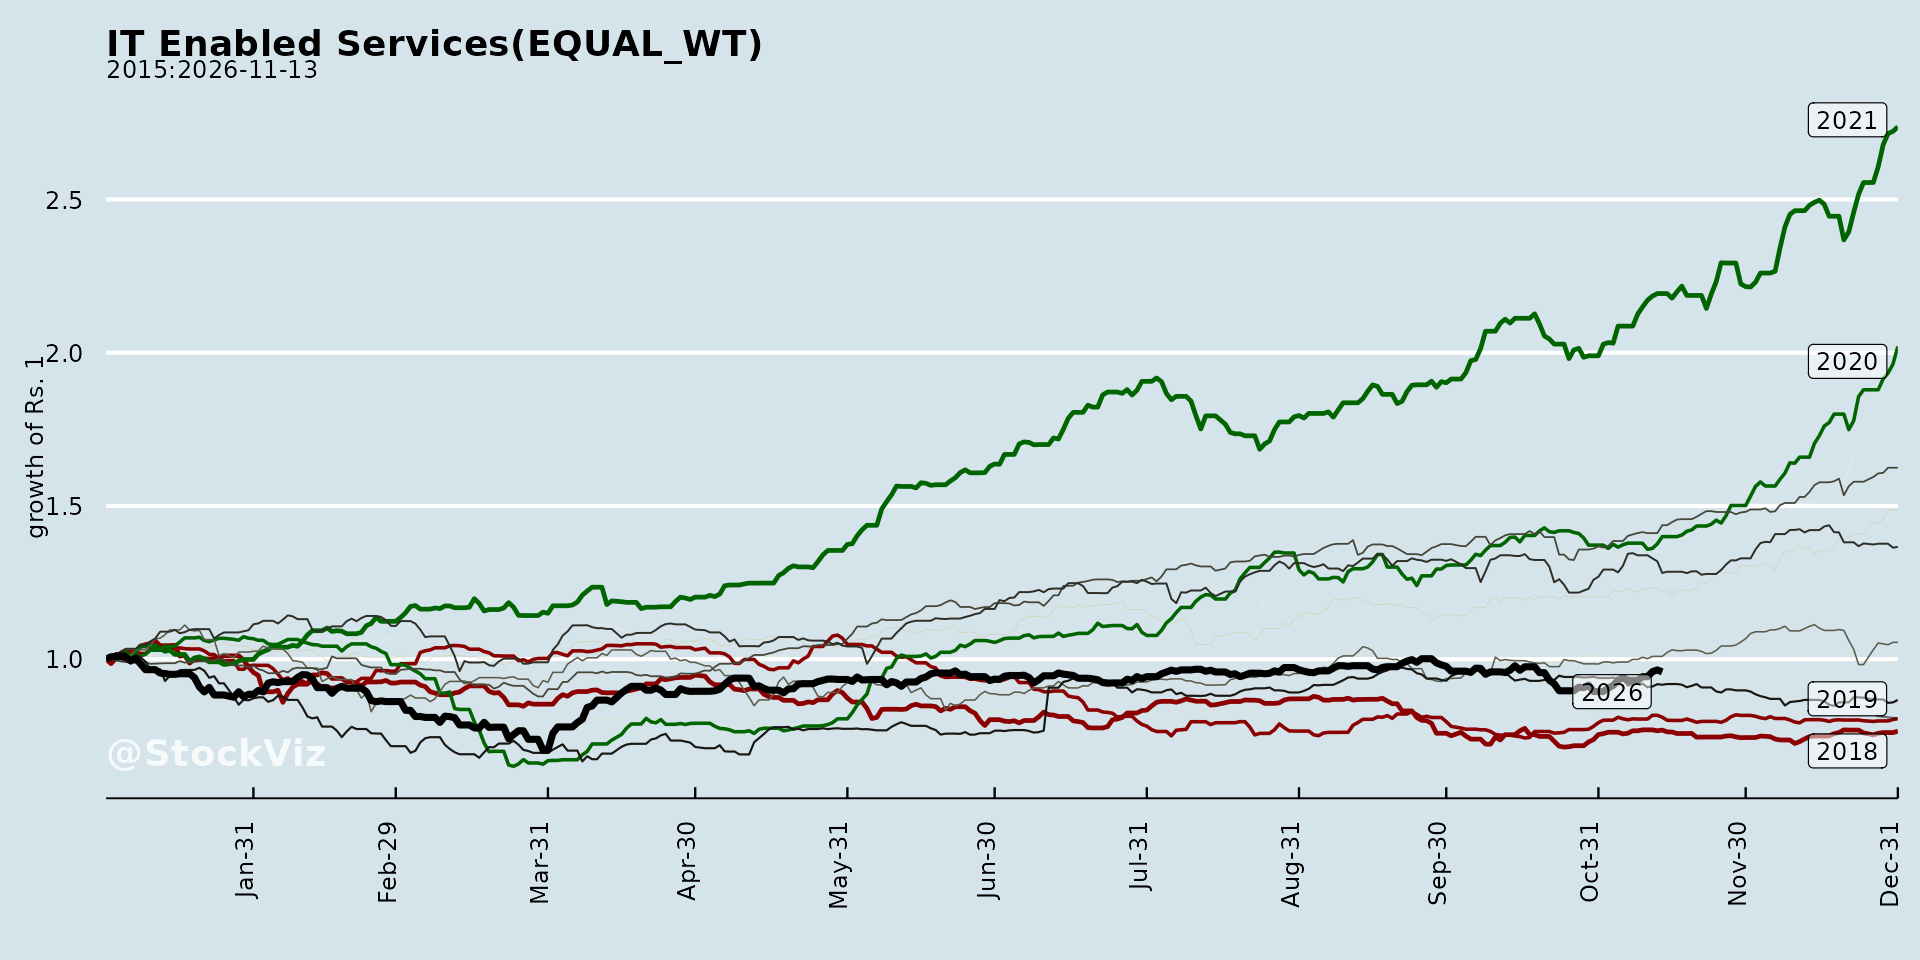 IT Enabled Services(EQUAL_WT)
2015:2026-11-13
2021
2.5
2020
2.0
growth of Rs. 1
1.5
1.0
2026
2019
2018
@StockViz
Jan-31
Feb-29
Mar-31
Apr-30
May-31
Jun-30
Jul-31
Aug-31
Sep-30
Oct-31
Nov-30
Dec-31